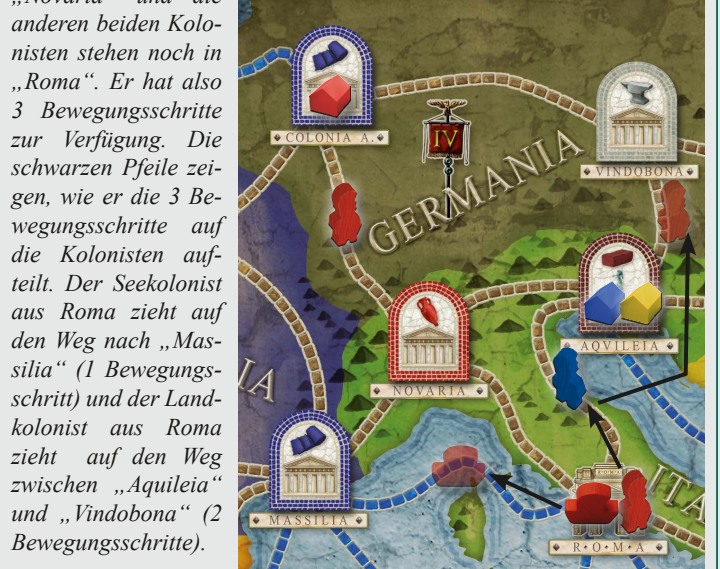 „Novaria“ und die
anderen beiden Kolo-
nisten stehen noch in
„Roma“. Er hat also
3 Bewegungsschritte
zur Verfügung. Die
schwarzen Pfeile zei-
gen, wie er die 3 Be-
wegungsschritte auf
die Kolonisten auf-
teilt. Der Seekolonist
aus Roma zieht auf
den Weg nach „Mas-
silia“ (1 Bewegungs-
schritt) und der Land-
kolonist aus Roma
zieht auf den Weg
zwischen „Aquileia“
und „Vindobona“ (2
Bewegungsschritte).
COLONIA A.
IV
VINDOBONA
GERMANIA
AQVILEIA
NOVARIA
IA
MASSILIA
ITA
R•O•M•A